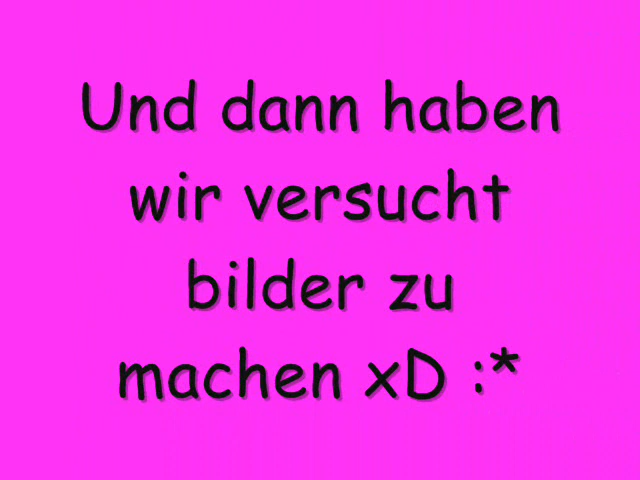 Und dann haben
wir versucht
bilder zu
machen xD :*